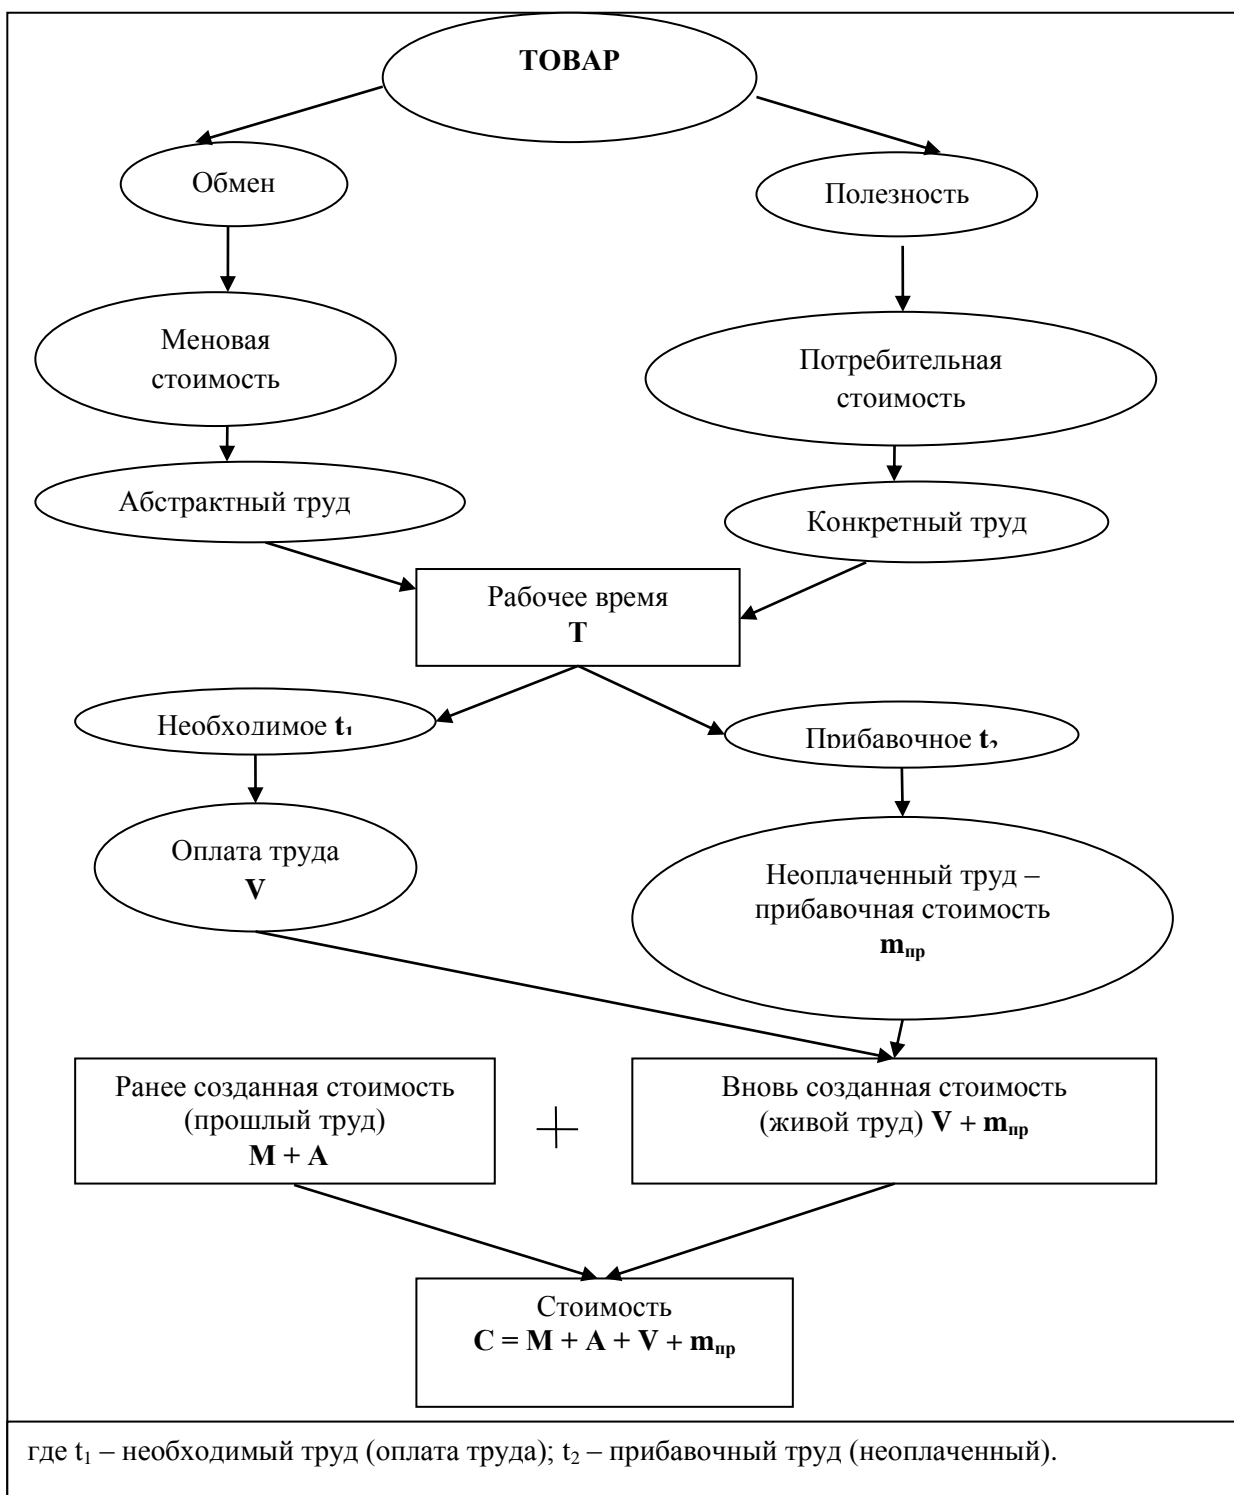 ТОВАР
Обмен
Полезность
Меновая
стоимость
Потребительная
стоимость
Абстрактный труд
Конкретный труд
Рабочее время
Т
Необходимое t₁
Прибавочное t₂
Оплата труда
V
Неоплаченный труд –
прибавочная стоимость
mпр
Ранее созданная стоимость
(прошлый труд)
М + А
+
Вновь созданная стоимость
(живой труд) V + mпр
Стоимость
С = М + А + V + mпр
где t₁ – необходимый труд (оплата труда); t₂ – прибавочный труд (неоплаченный).